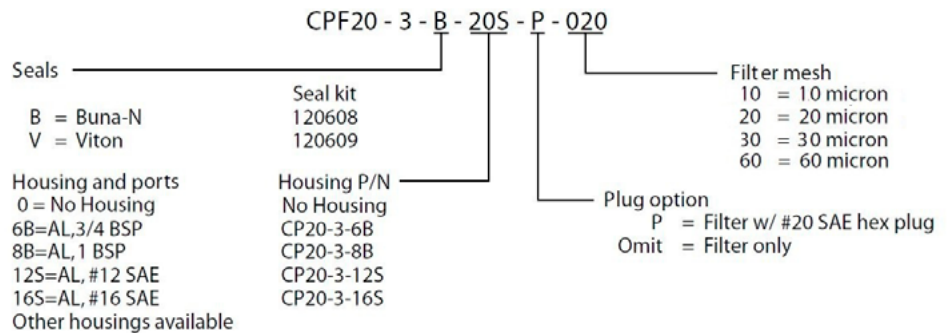 CPF20 - 3 - B - 20S - P - 020
Seals
Seal kit
B = Buna-N 120608
V = Viton 120609
Housing and ports Housing P/N
0 = No Housing No Housing
6B=AL,3/4 BSP CP20-3-6B
8B=AL,1 BSP CP20-3-8B
12S=AL, #12 SAE CP20-3-12S
16S=AL, #16 SAE CP20-3-16S
Other housings available
Filter mesh
10 = 10 micron
20 = 20 micron
30 = 30 micron
60 = 60 micron
Plug option
P = Filter w/ #20 SAE hex plug
Omit = Filter only